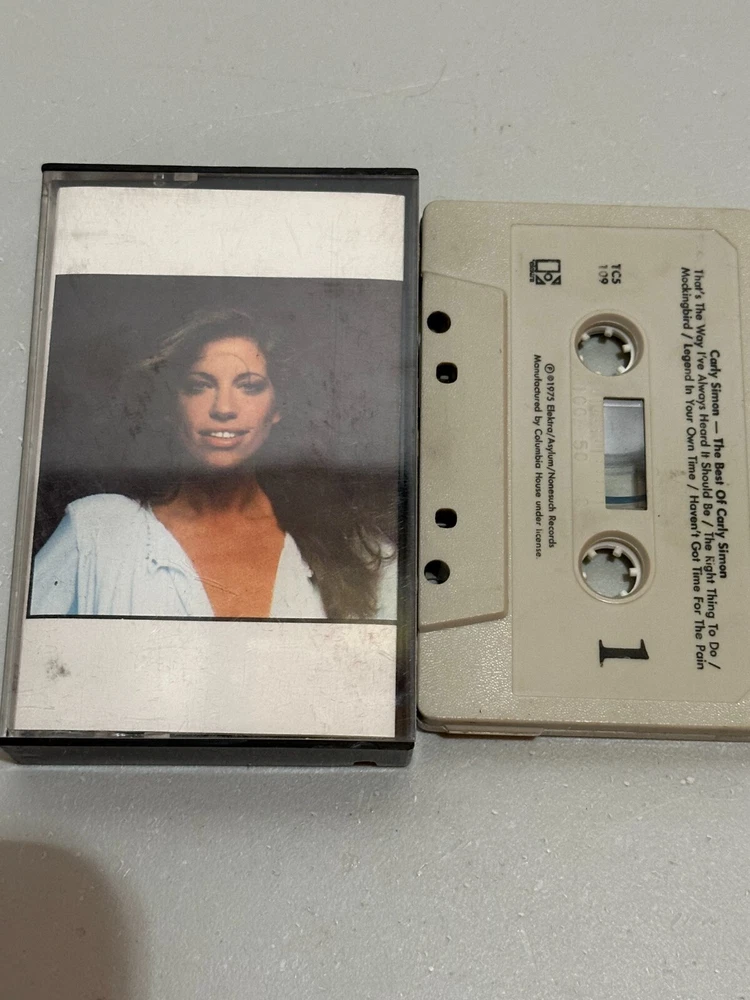 Carly Simon — The Best Of Carly Simon
That's The Way I've Always Heard It Should Be / The Right Thing To Do /
Mockingbird / Legend In Your Own Time / Haven't Got Time For The Pain
TC5
109
1
℗©1975 Elektra/Asylum/Nonesuch Records
Manufactured by Columbia House under license.